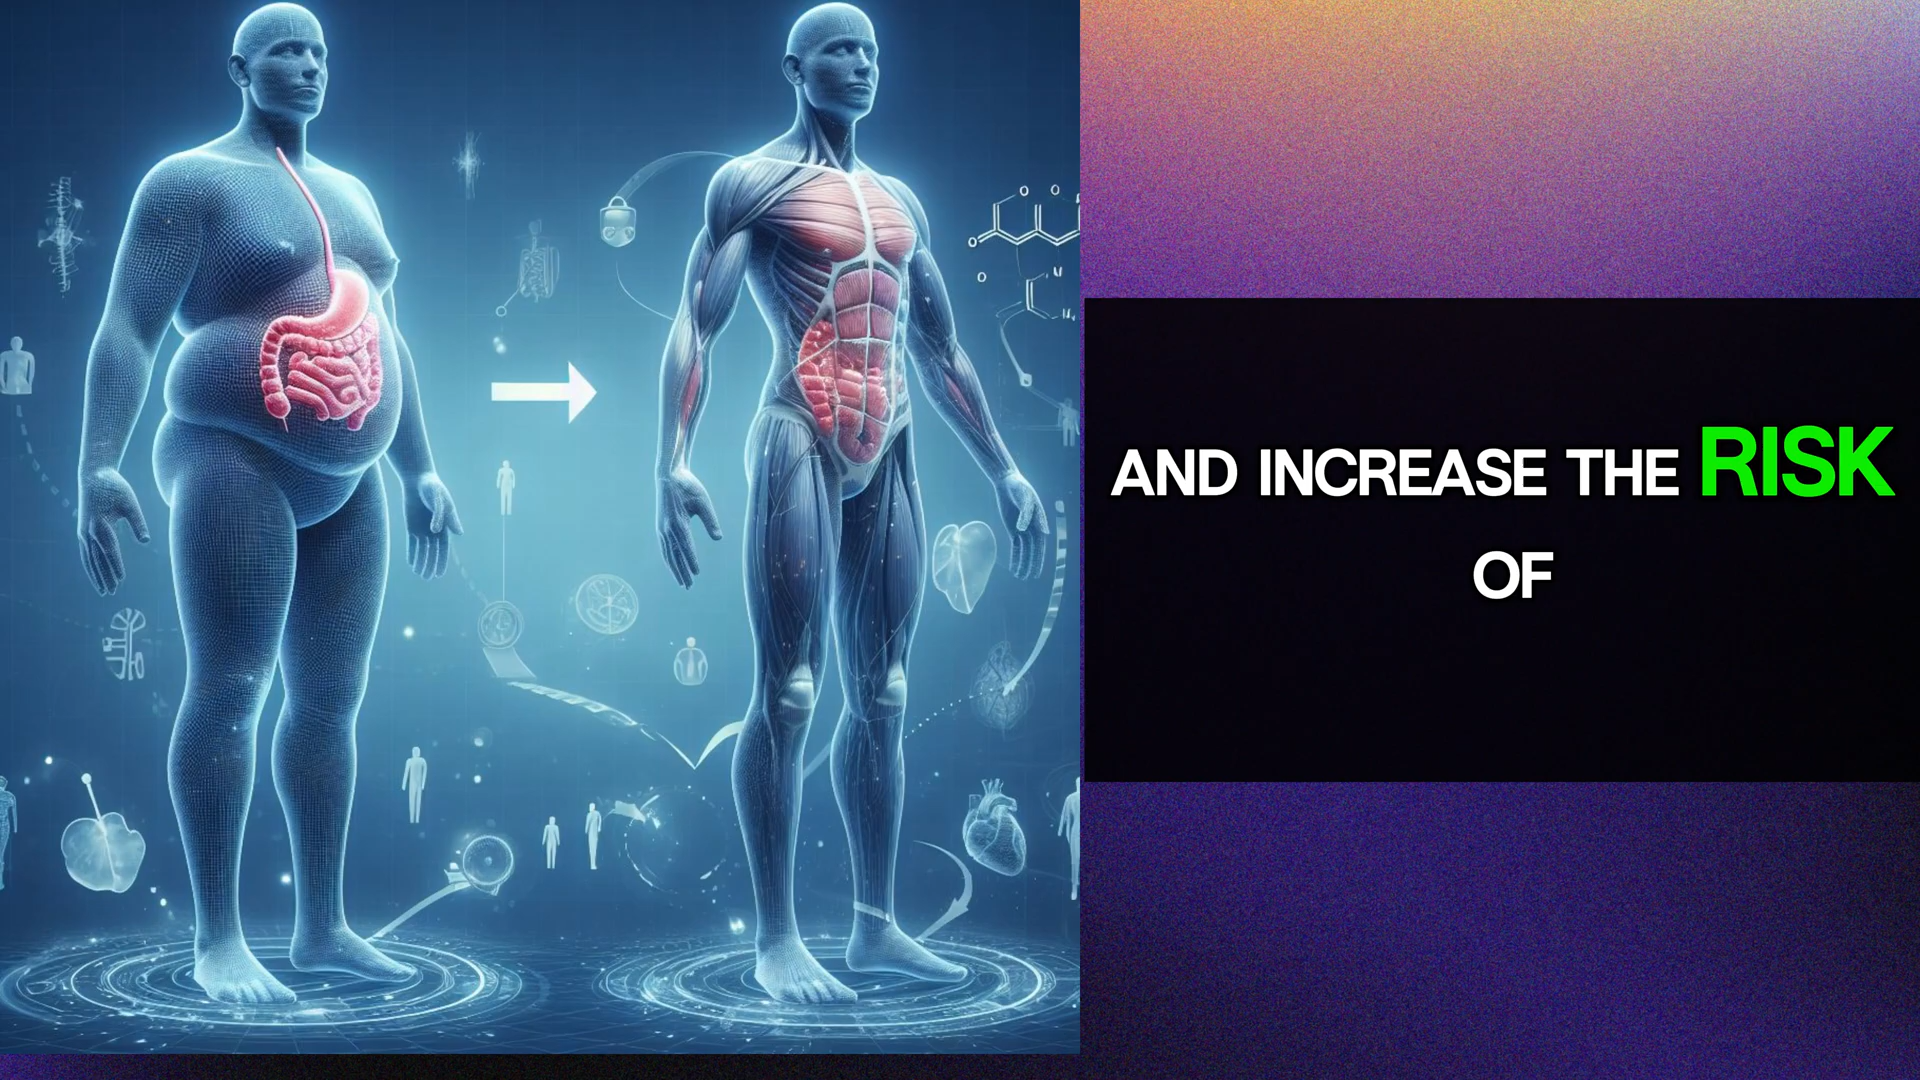 AND INCREASE THE RISK
OF